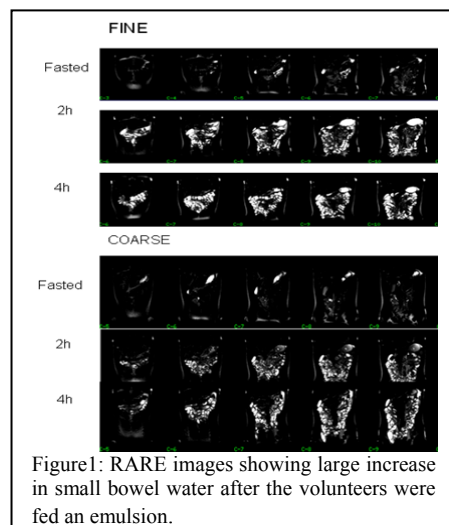 FINE
Fasted
2h
4h
COARSE
Fasted
2h
4h
Figure1: RARE images showing large increase
in small bowel water after the volunteers were
fed an emulsion.